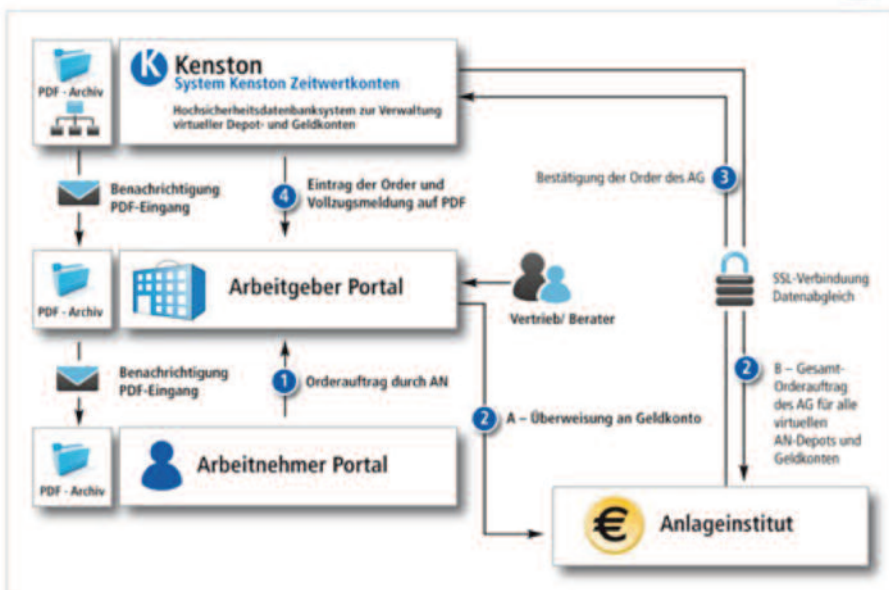 PDF - Archiv
K
Kenston
System Kenston Zeitwertkonten
Hochsicherheitsdatenbanksystem zur Verwaltung
virtueller Depot- und Geldkonten
Benachrichtigung
PDF-Eingang
4
Eintrag der Order und
Vollzugsmeldung auf PDF
Bestätigung der Order des AG
3
PDF - Archiv
Arbeitgeber Portal
Vertrieb/ Berater
SSL-Verbinduung
Datenabgleich
Benachrichtigung
PDF-Eingang
1
Orderauftrag durch AN
2
A – Überweisung an Geldkonto
2
B – Gesamt-
Orderauftrag
des AG für alle
virtuellen
AN-Depots und
Geldkonten
PDF - Archiv
Arbeitnehmer Portal
€
Anlageinstitut